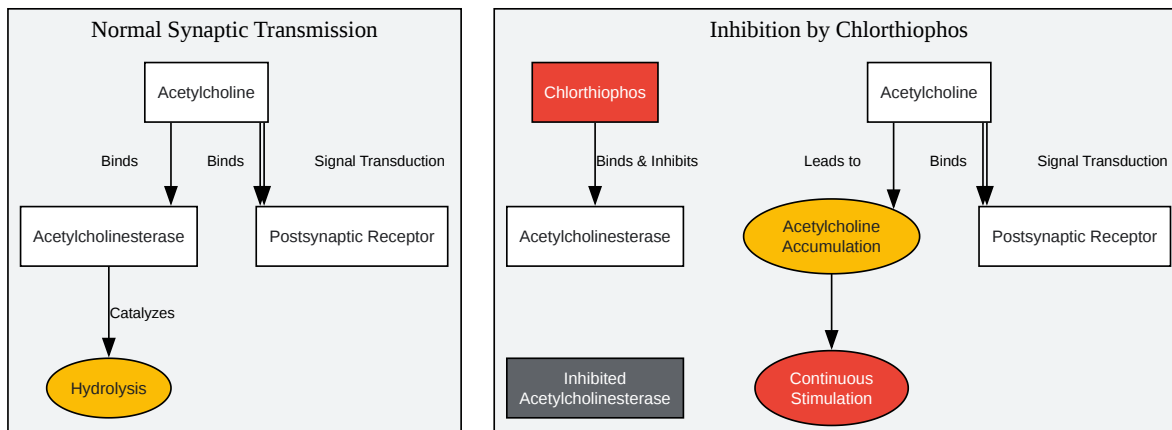 Normal Synaptic Transmission
Acetylcholine
Binds
Binds
Signal Transduction
Acetylcholinesterase
Postsynaptic Receptor
Catalyzes
Hydrolysis
Inhibition by Chlorthiophos
Chlorthiophos
Acetylcholine
Binds & Inhibits
Leads to
Binds
Signal Transduction
Acetylcholinesterase
Acetylcholine
Accumulation
Postsynaptic Receptor
Inhibited
Acetylcholinesterase
Continuous
Stimulation